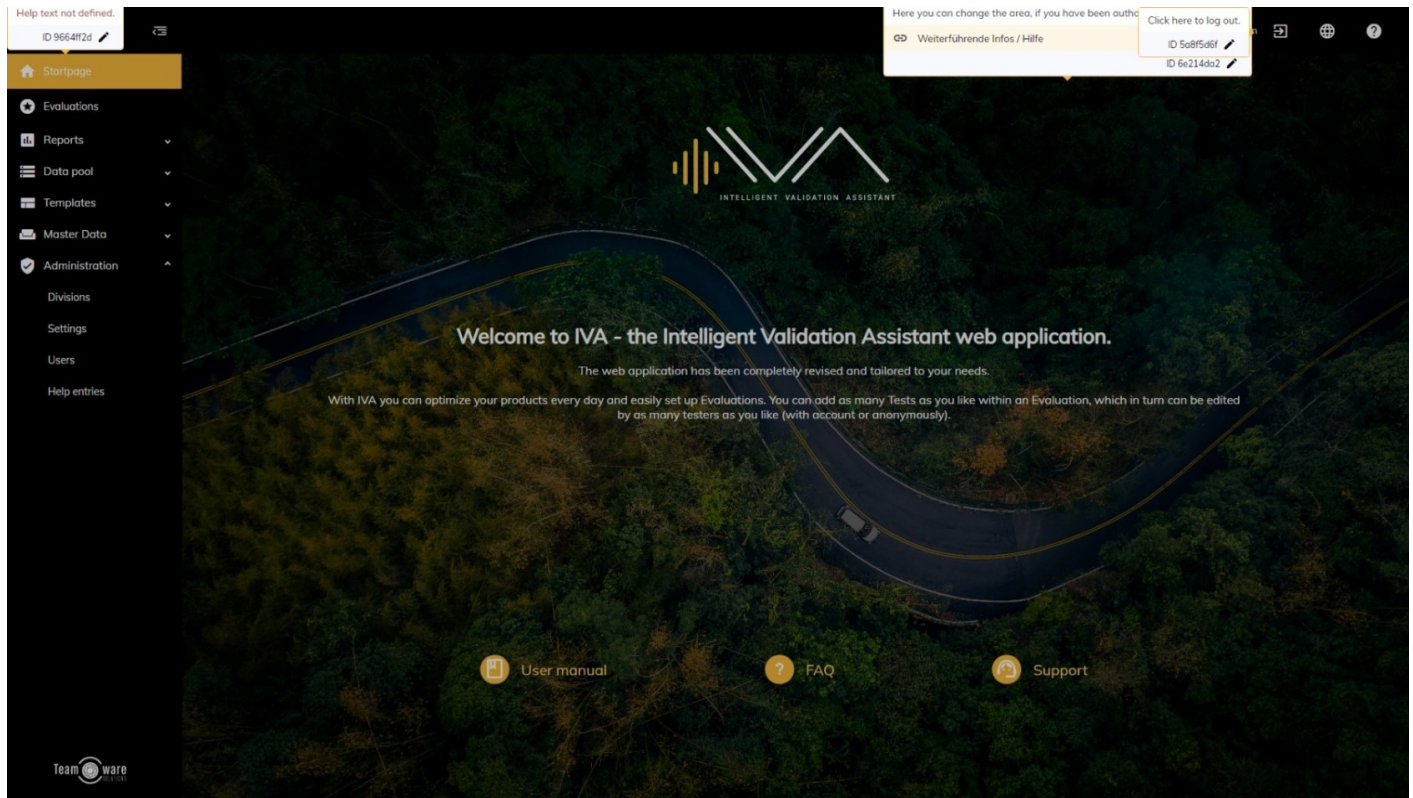 Help text not defined.
ID 9664ff2d
Here you can change the area, if you have been autho
Weiterführende Infos / Hilfe
ID 6e214da2
Click here to log out.
ID 5a8f5d6f
Startpage
Evaluations
Reports
Data pool
Templates
Master Data
Administration
Divisions
Settings
Users
Help entries
IVA
INTELLIGENT VALIDATION ASSISTANT
Welcome to IVA - the Intelligent Validation Assistant web application.
The web application has been completely revised and tailored to your needs.
With IVA you can optimize your products every day and easily set up Evaluations. You can add as many Tests as you like within an Evaluation, which in turn can be edited
by as many testers as you like (with account or anonymously).
User manual
FAQ
Support
Team ware